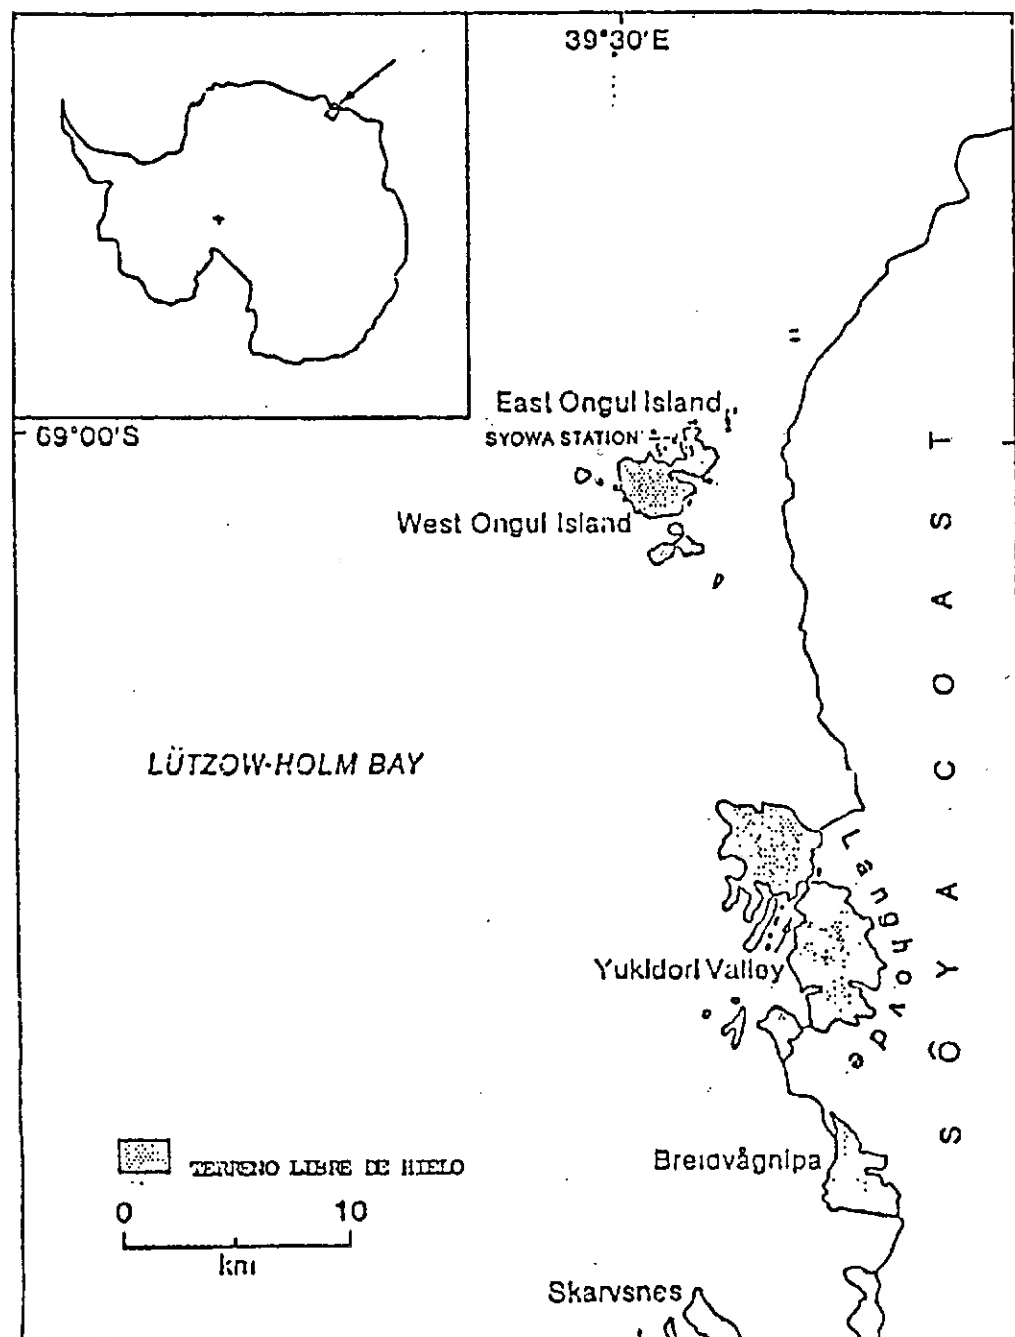 39°30'E
69°00'S
East Ongul Island
SYOWA STATION
West Ongul Island
LÜTZOW-HOLM BAY
SÔYA COAST
Langhovde
Yukidori Valley
Breidvågnipa
TERRENO LIBRE DE HIELO
0 10
km
Skarvsnes